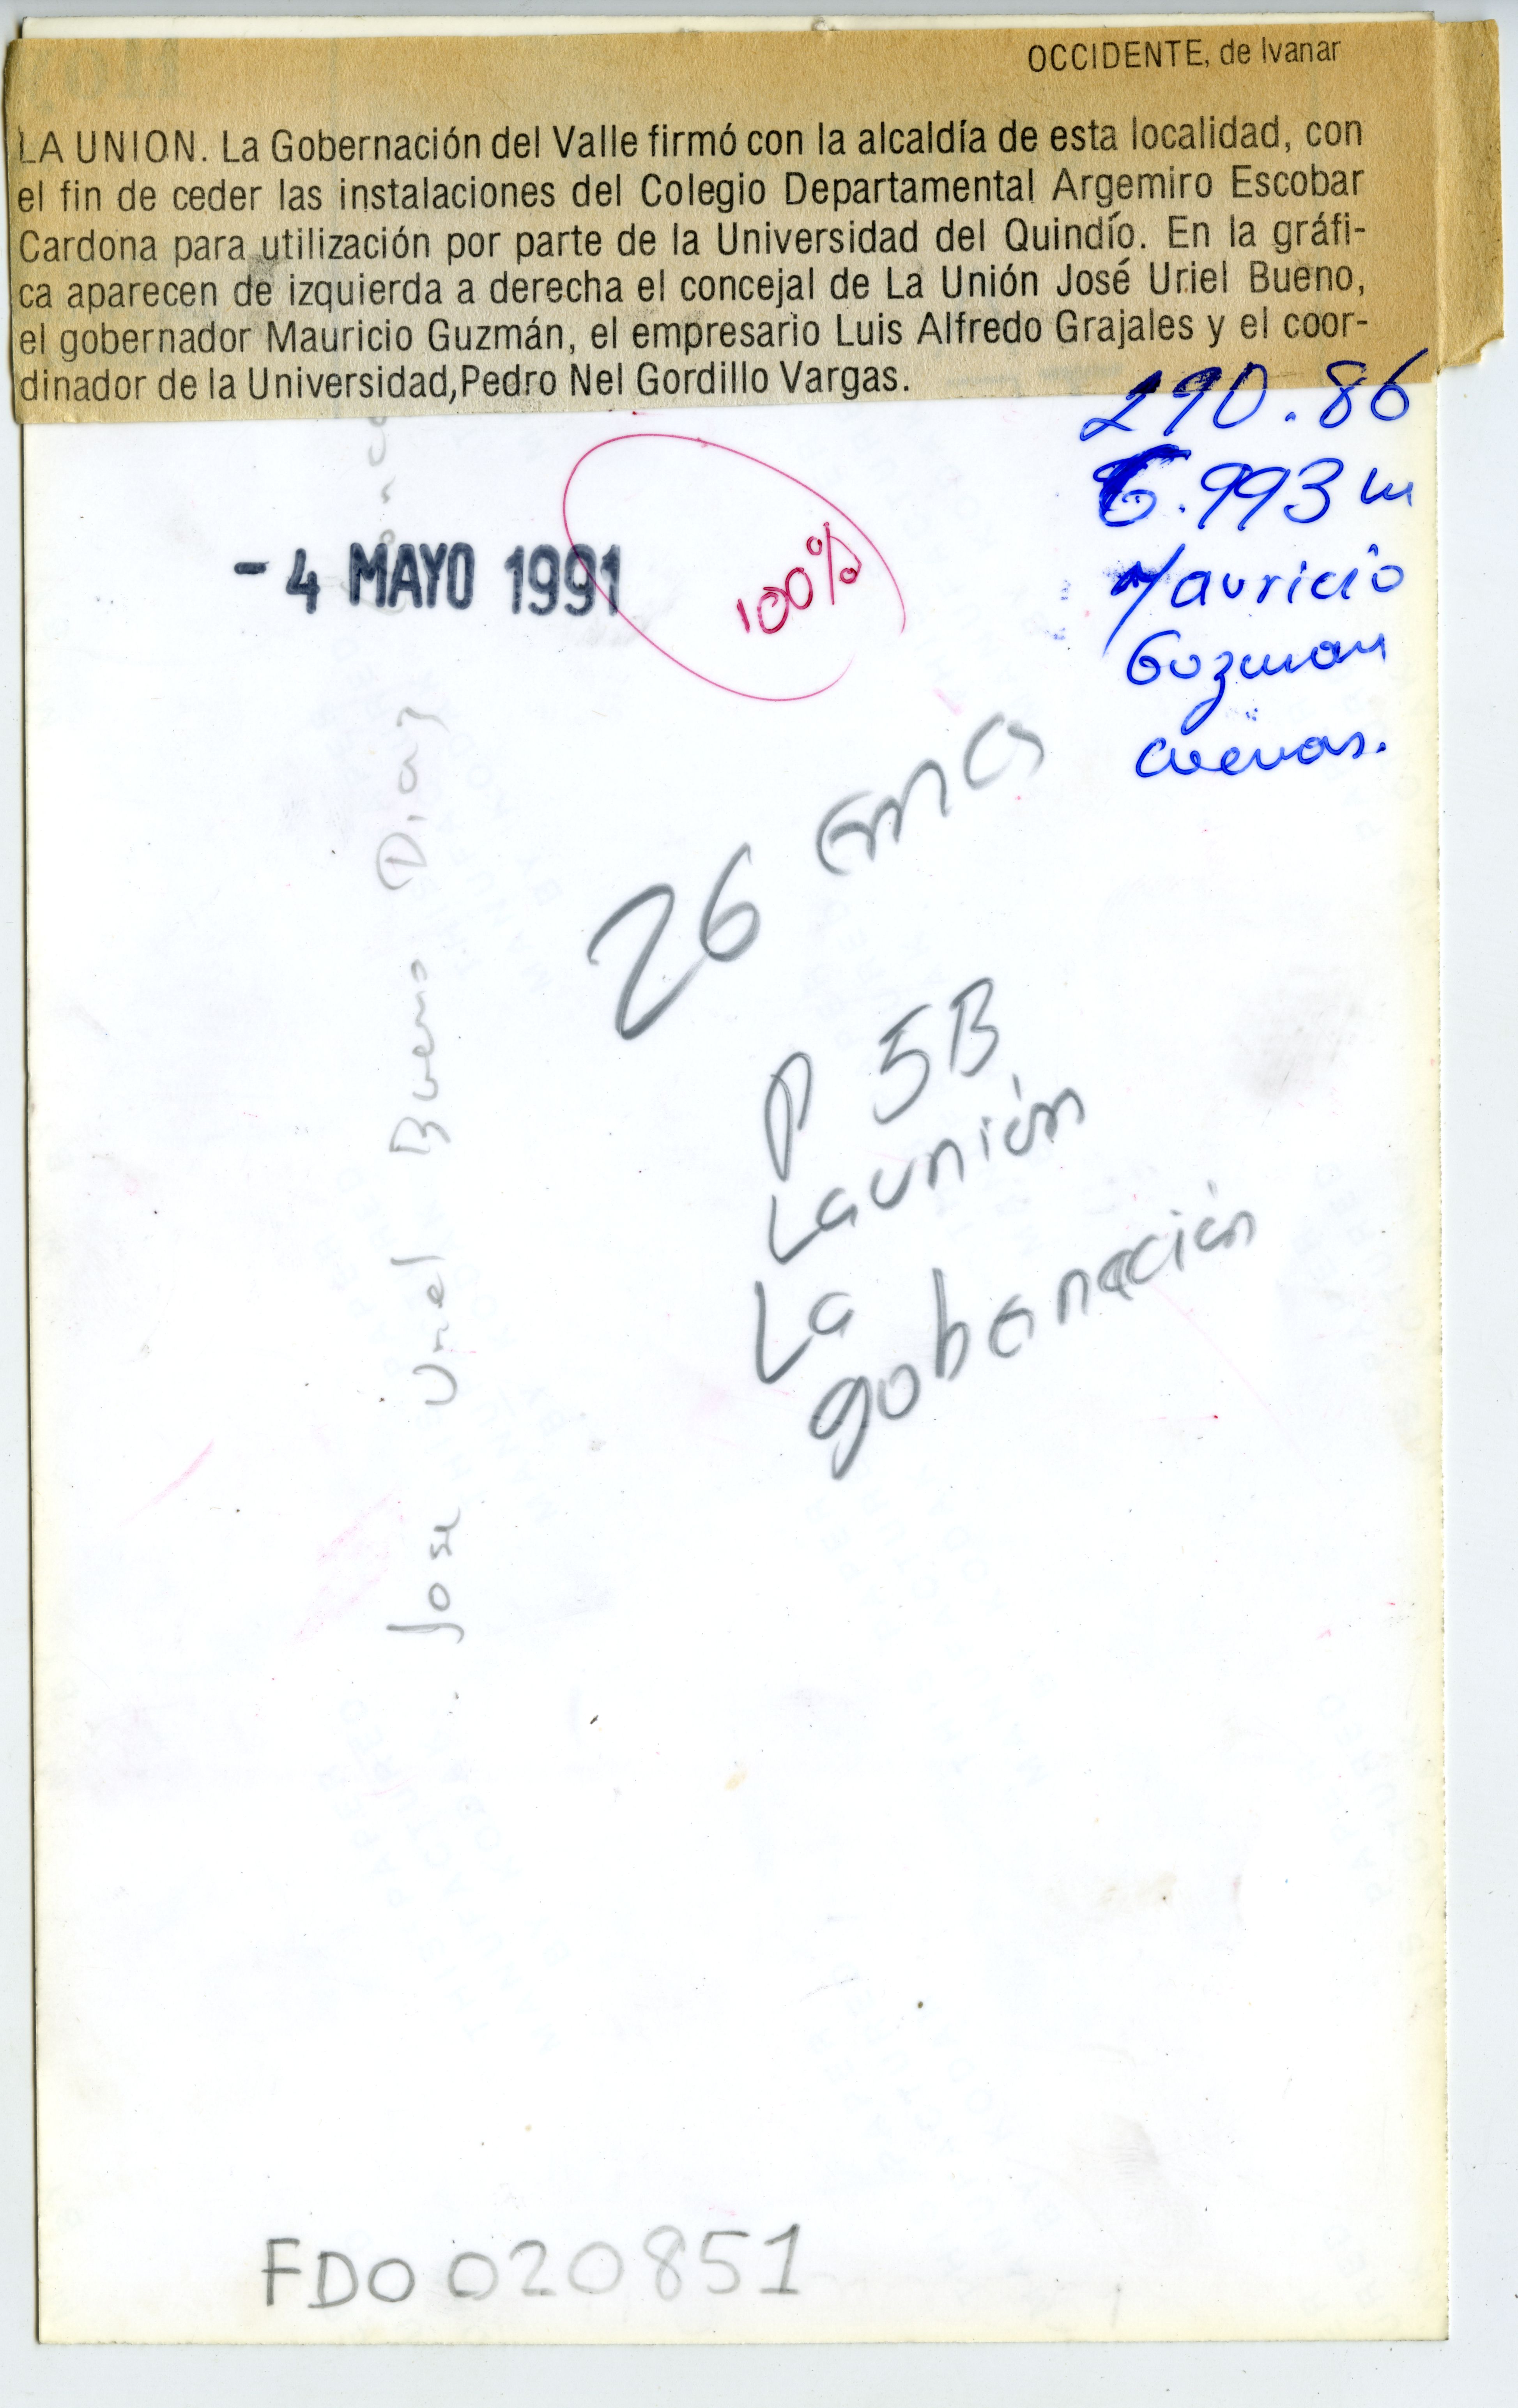 OCCIDENTE, de Ivanar
LA UNION. La Gobernación del Valle firmó con la alcaldía de esta localidad, con
el fin de ceder las instalaciones del Colegio Departamental Argemiro Escobar
Cardona para utilización por parte de la Universidad del Quindío. En la gráfi-
ca aparecen de izquierda a derecha el concejal de La Unión José Uriel Bueno,
el gobernador Mauricio Guzmán, el empresario Luis Alfredo Grajales y el coor-
dinador de la Universidad, Pedro Nel Gordillo Vargas.
290.86
6.993 m
Mauricio
Guzman
Cuevas.
- 4 MAYO 1991
100%
26 ems
P 5B
La unión
La
gobernación
Jose Uriel Bueno Diaz
FDO 020851